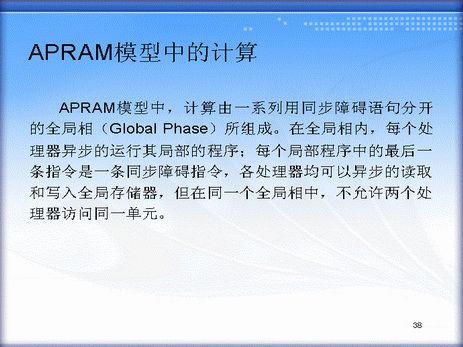 APRAM模型中的计算
APRAM模型中，计算由一系列用同步障碍语句分开
的全局相（Global Phase）所组成。在全局相内，每个处
理器异步的运行其局部的程序；每个局部程序中的最后一
条指令是一条同步障碍指令，各处理器均可以异步的读取
和写入全局存储器，但在同一个全局相中，不允许两个处
理器访问同一单元。
38